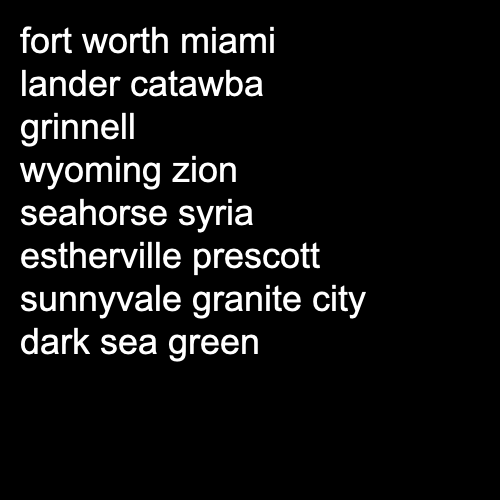 fort worth miami
lander catawba
grinnell
wyoming zion
seahorse syria
estherville prescott
sunnyvale granite city
dark sea green